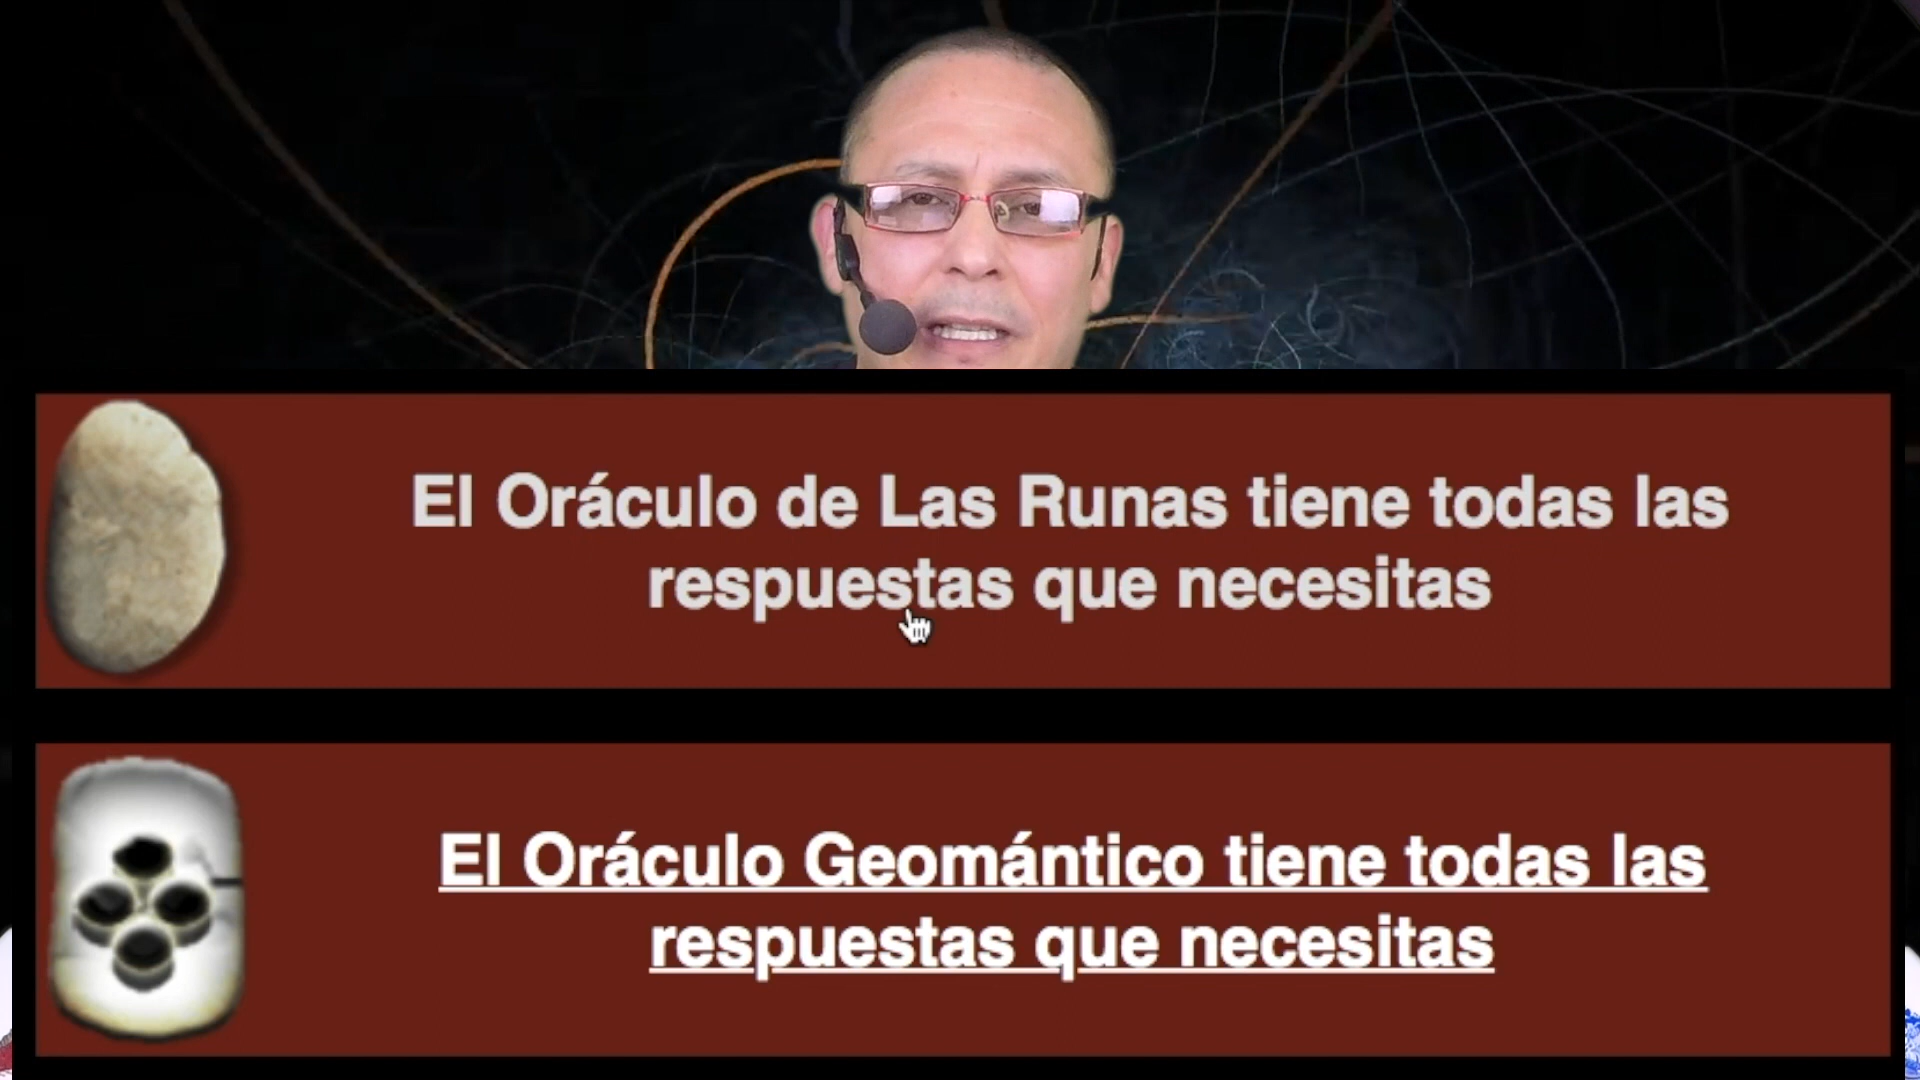 El Oráculo de Las Runas tiene todas las
respuestas que necesitas
El Oráculo Geomántico tiene todas las
respuestas que necesitas